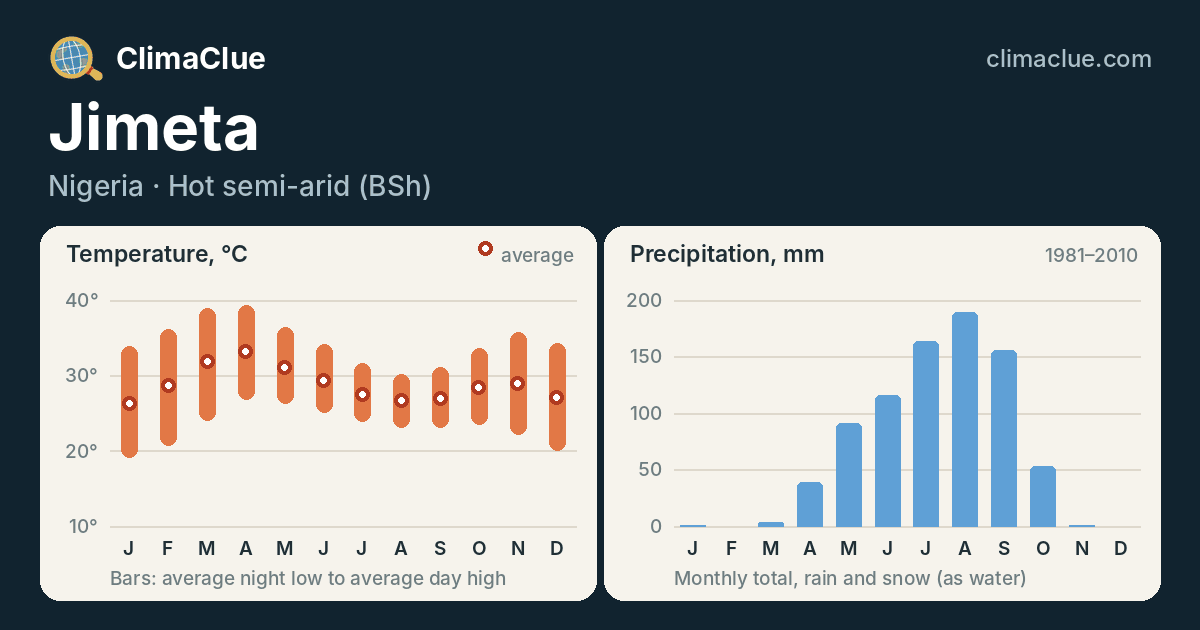 ClimaClue
climaclue.com
Jimeta
Nigeria · Hot semi-arid (BSh)
Temperature, °C
average
40°
30°
20°
10°
J F M A M J J A S O N D
Bars: average night low to average day high
Precipitation, mm
1981–2010
200
150
100
50
0
J F M A M J J A S O N D
Monthly total, rain and snow (as water)